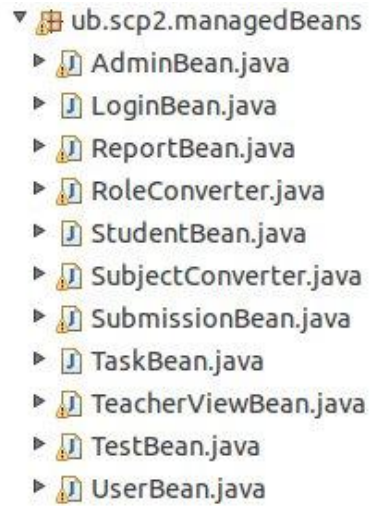 ub.scp2.managedBeans
AdminBean.java
LoginBean.java
ReportBean.java
RoleConverter.java
StudentBean.java
SubjectConverter.java
SubmissionBean.java
TaskBean.java
TeacherViewBean.java
TestBean.java
UserBean.java